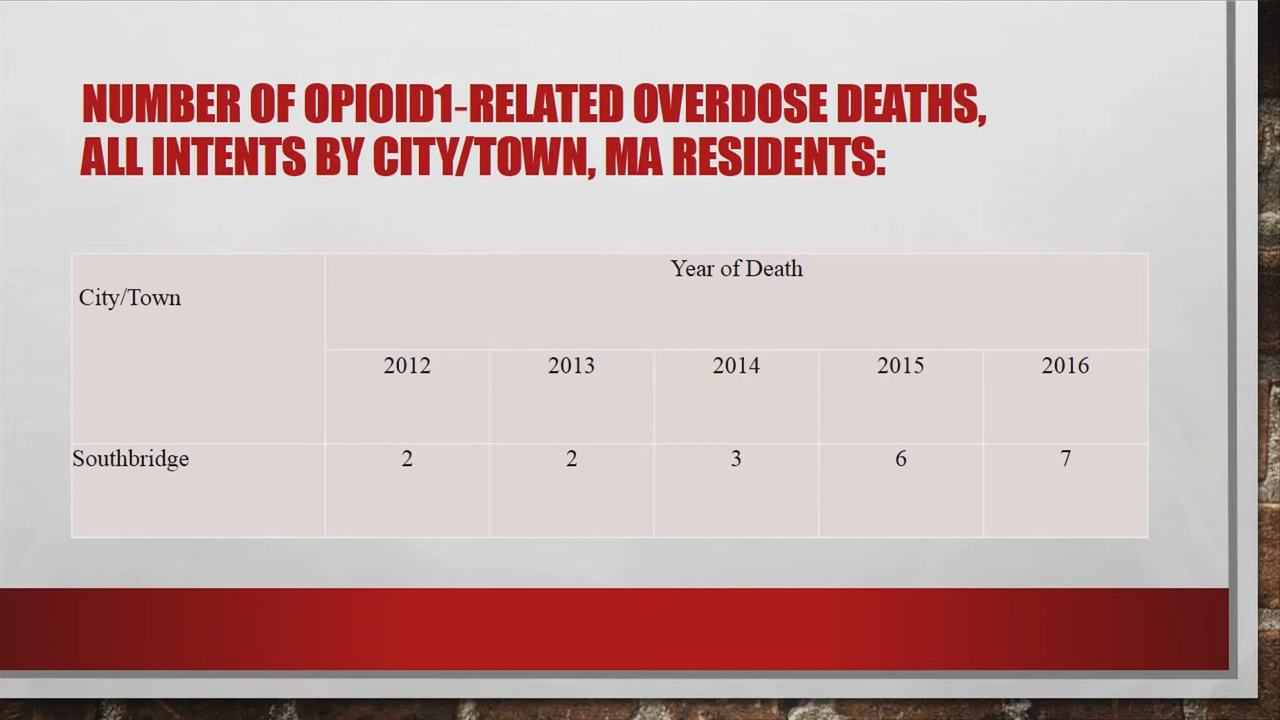 NUMBER OF OPIOID1-RELATED OVERDOSE DEATHS,
ALL INTENTS BY CITY/TOWN, MA RESIDENTS:
City/Town
Year of Death
2012 2013 2014 2015 2016
Southbridge 2 2 3 6 7